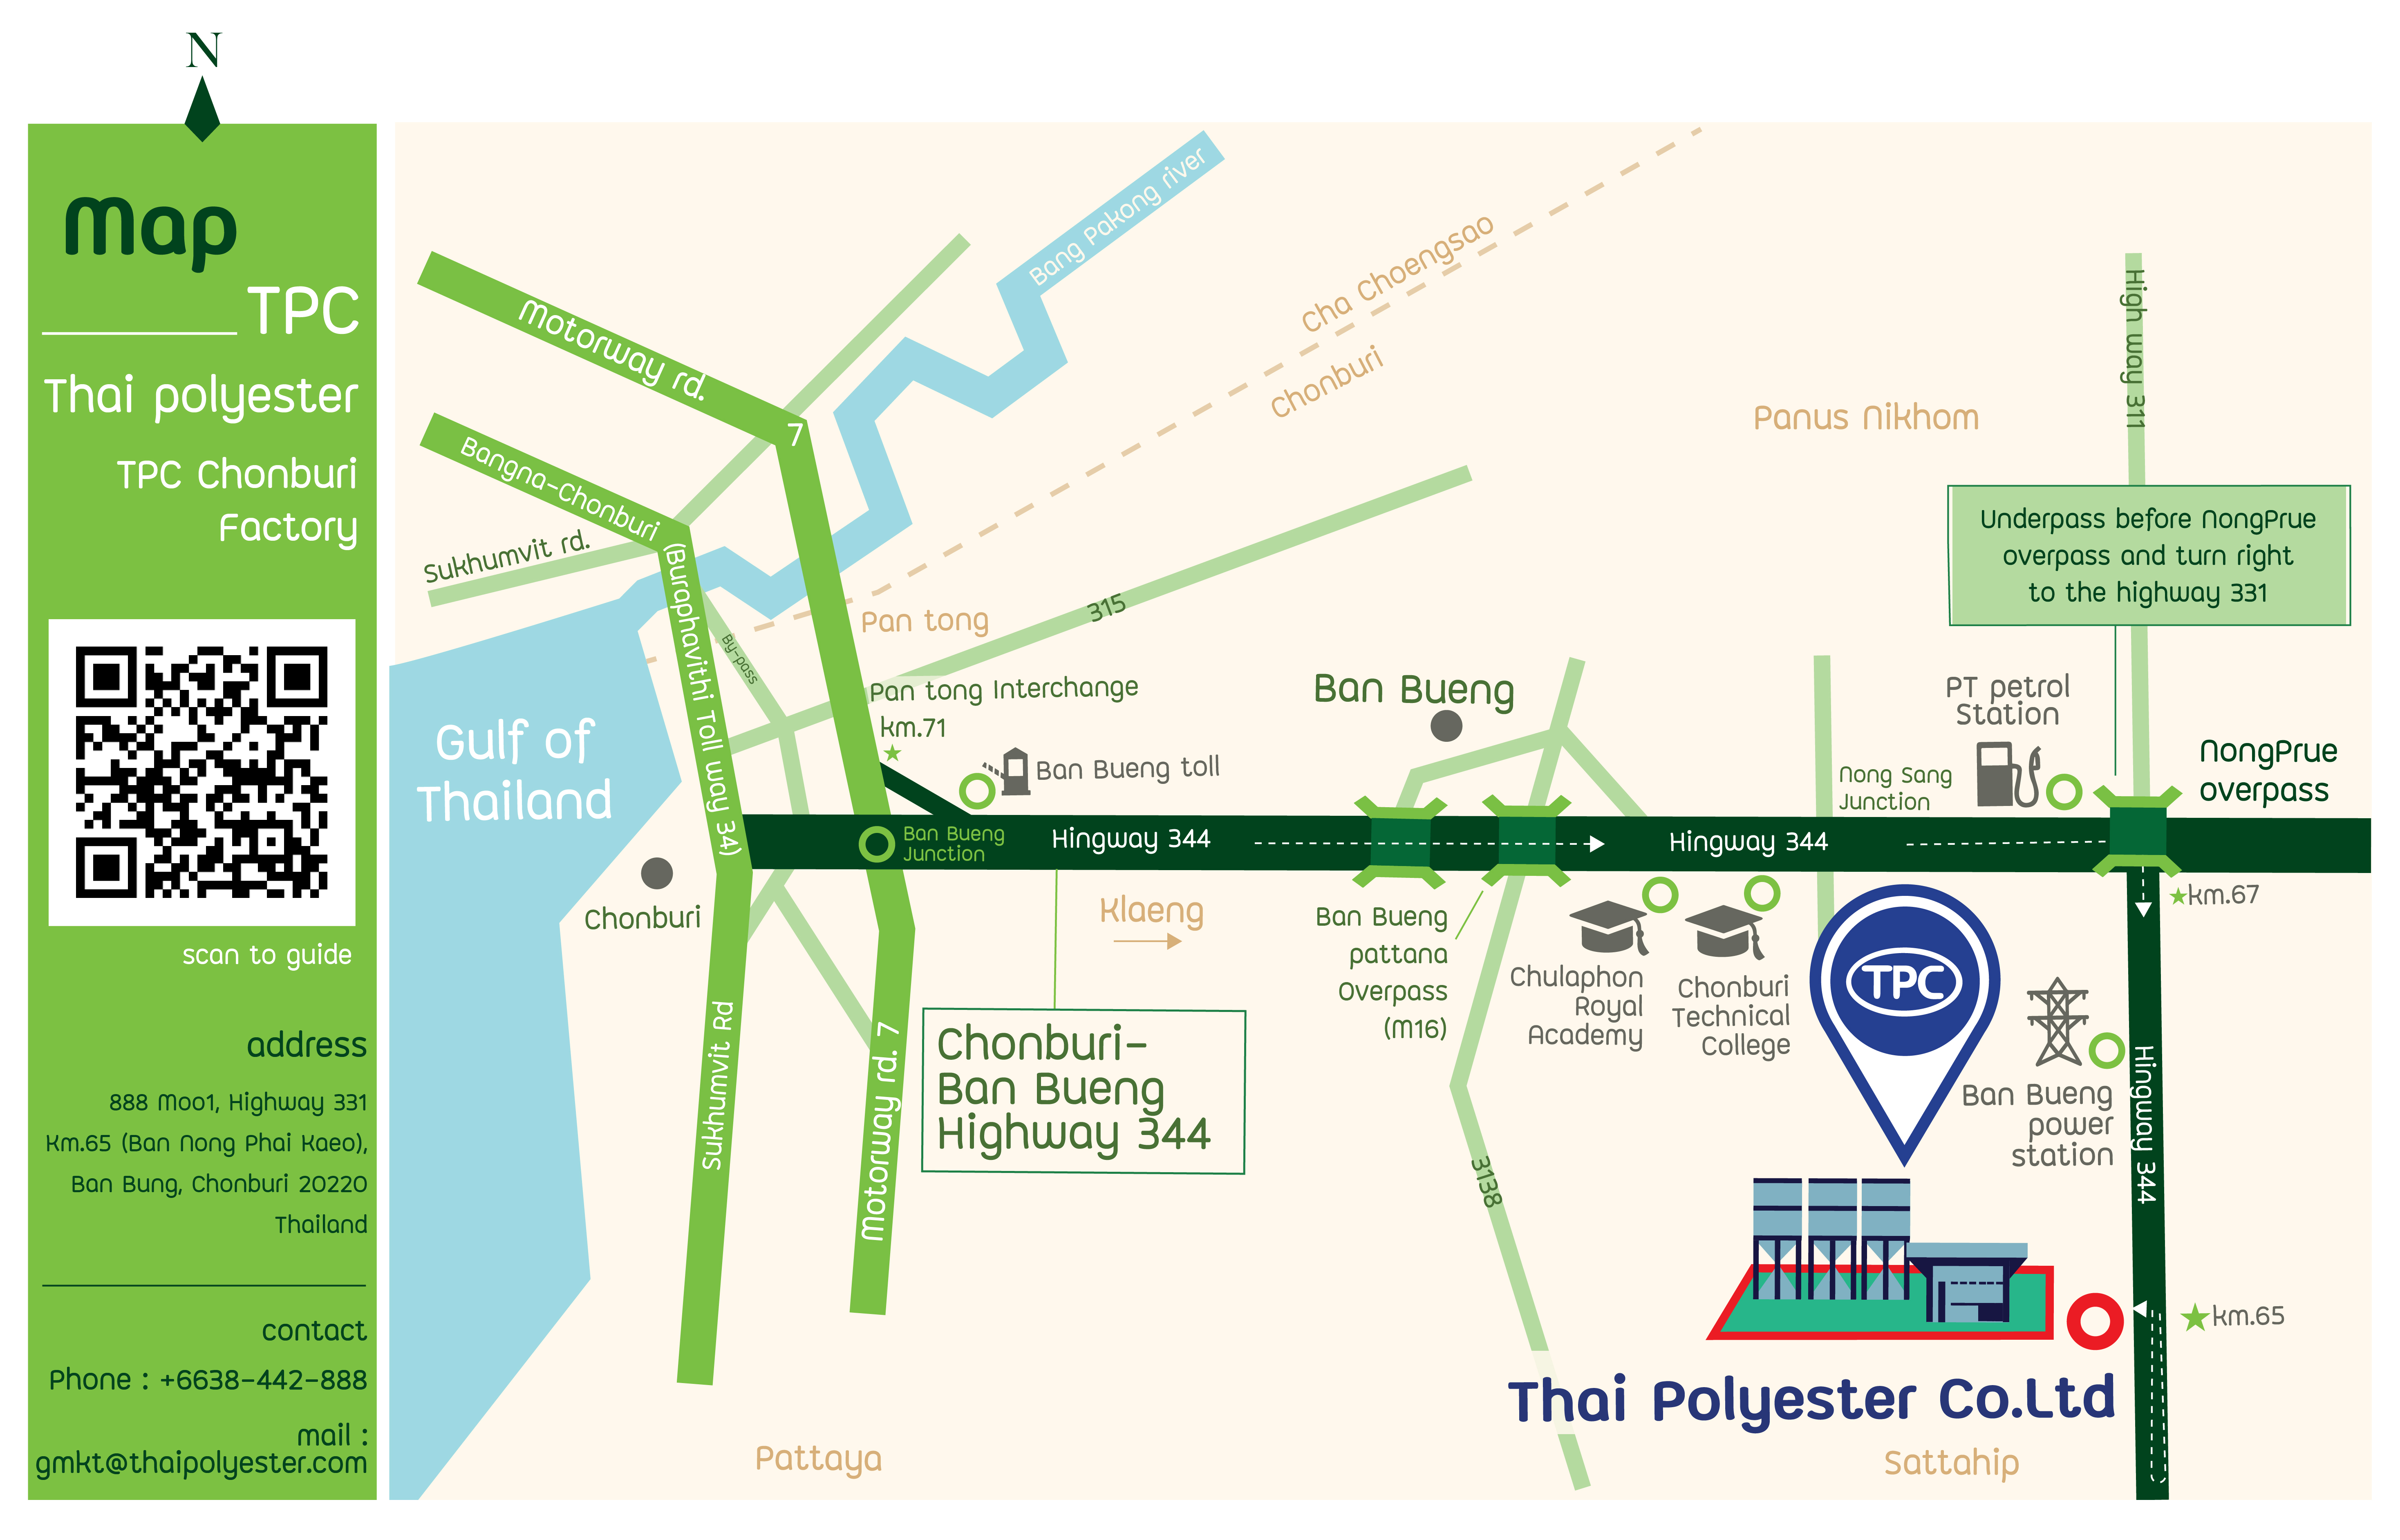 N
Map
TPC
Thai polyester
TPC Chonburi
Factory
scan to guide
address
888 Moo1, Highway 331
Km.65 (Ban Nong Phai Kaeo),
Ban Bung, Chonburi 20220
Thailand
contact
Phone : +6638-442-888
mail :
gmkt@thaipolyester.com
Motorway rd.
7
Bangna-Chonburi
(Buraphavithi Toll way 34)
Sukhumvit rd.
By-pass
Bang Pakong river
Cha Choengsao
Chonburi
Panus Nikhom
High way 311
Underpass before NongPrue
overpass and turn right
to the highway 331
Pan tong
315
Pan tong Interchange
km.71
Gulf of
Thailand
Ban Bueng toll
Ban Bueng
PT petrol
Station
Nong Sang
Junction
NongPrue
overpass
Ban Bueng
Junction
Hingway 344
Hingway 344
Chonburi
Klaeng
km.67
Ban Bueng
pattana
Overpass
(M16)
Chulaphon
Royal
Academy
Chonburi
Technical
College
TPC
Sukhumvit Rd
Motorway rd. 7
Chonburi-
Ban Bueng
Highway 344
Ban Bueng
power
station
Hingway 344
3138
km.65
Thai Polyester Co.Ltd
Pattaya
Sattahip